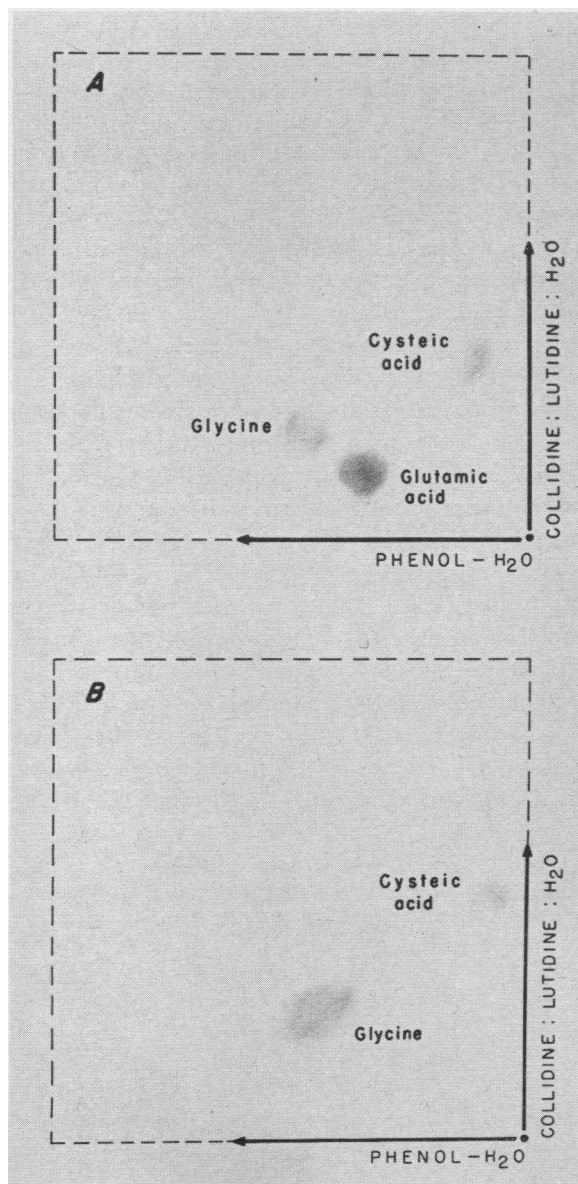 A
Cysteic
acid
Glycine
Glutamic
acid
COLLIDINE : LUTIDINE : H2O
PHENOL – H2O
B
Cysteic
acid
Glycine
COLLIDINE : LUTIDINE : H2O
PHENOL–H2O